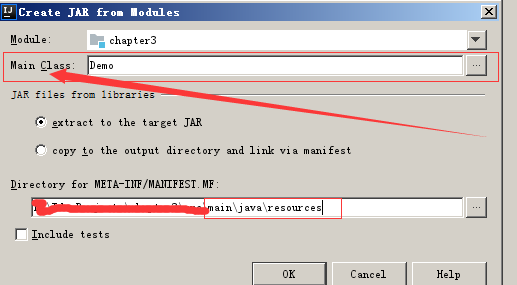 Create JAR from Modules
Module: chapter3
Main Class: Demo
JAR files from libraries
extract to the target JAR
copy to the output directory and link via manifest
Directory for META-INF/MANIFEST.MF:
main\java\resources
Include tests
OK Cancel Help